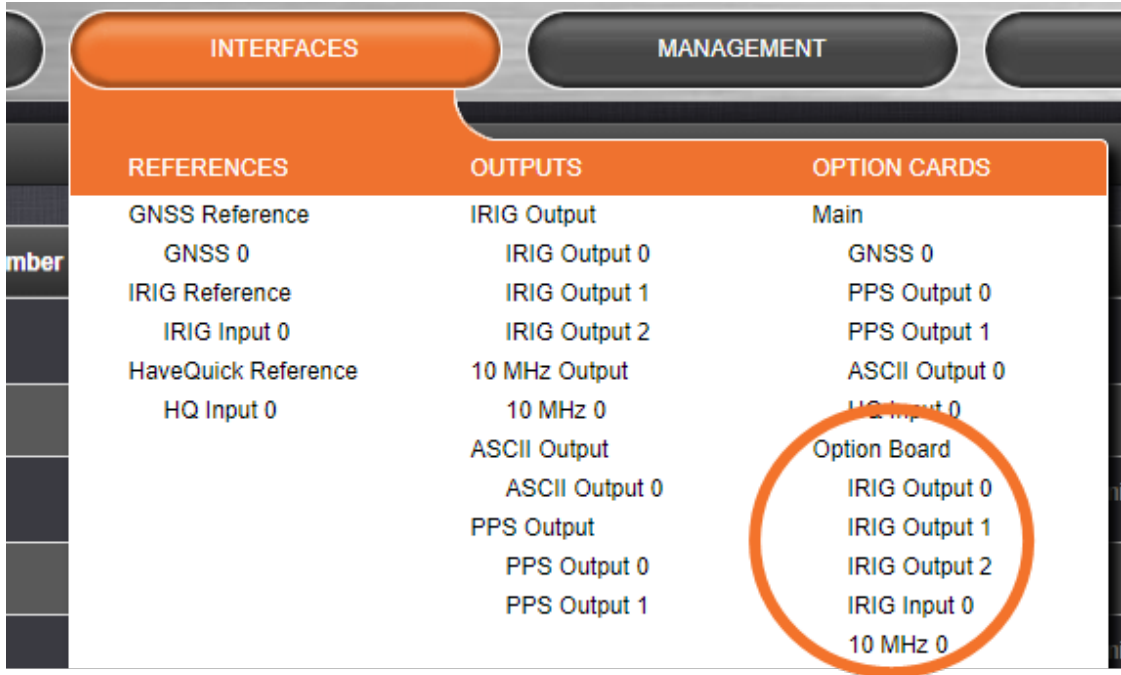 INTERFACES
MANAGEMENT
REFERENCES
OUTPUTS
OPTION CARDS
GNSS Reference
GNSS 0
IRIG Reference
IRIG Input 0
HaveQuick Reference
HQ Input 0
IRIG Output
IRIG Output 0
IRIG Output 1
IRIG Output 2
10 MHz Output
10 MHz 0
ASCII Output
ASCII Output 0
PPS Output
PPS Output 0
PPS Output 1
Main
GNSS 0
PPS Output 0
PPS Output 1
ASCII Output 0
HQ Input 0
Option Board
IRIG Output 0
IRIG Output 1
IRIG Output 2
IRIG Input 0
10 MHz 0
mber